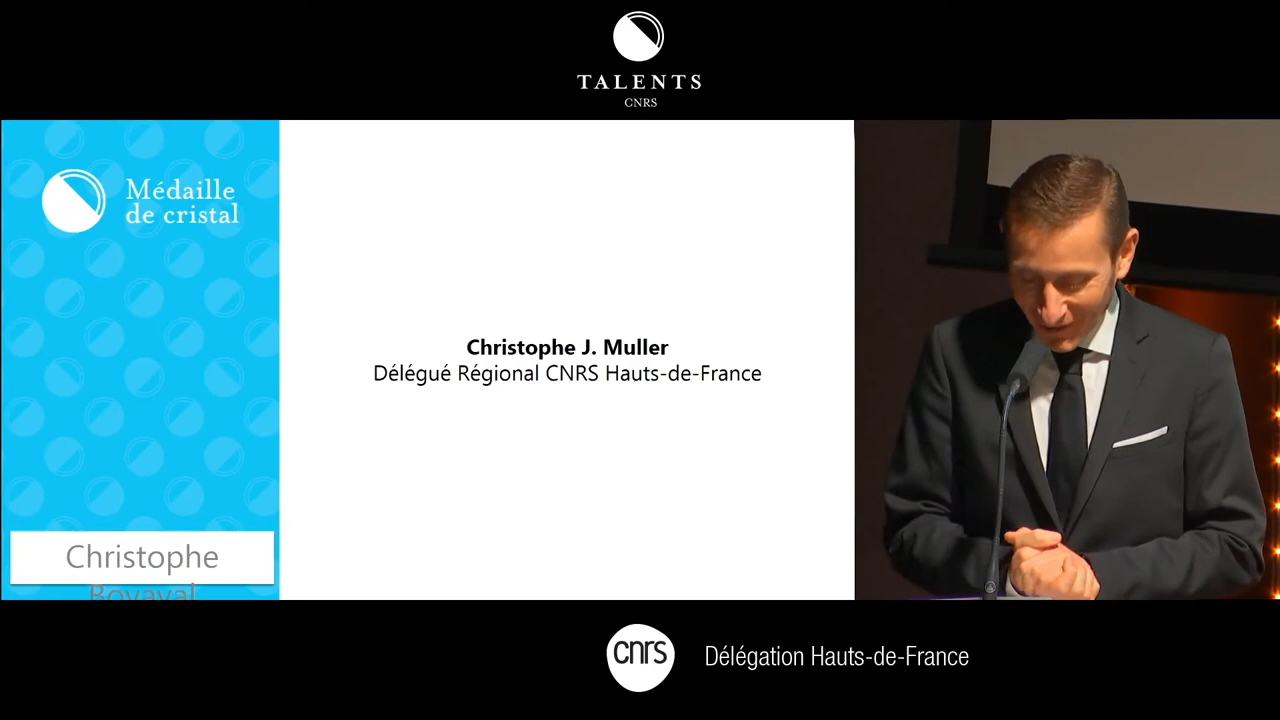 TALENTS
CNRS
Médaille
de cristal
Christophe J. Muller
Délégué Régional CNRS Hauts-de-France
Christophe
Boyaval
cnrs
Délégation Hauts-de-France